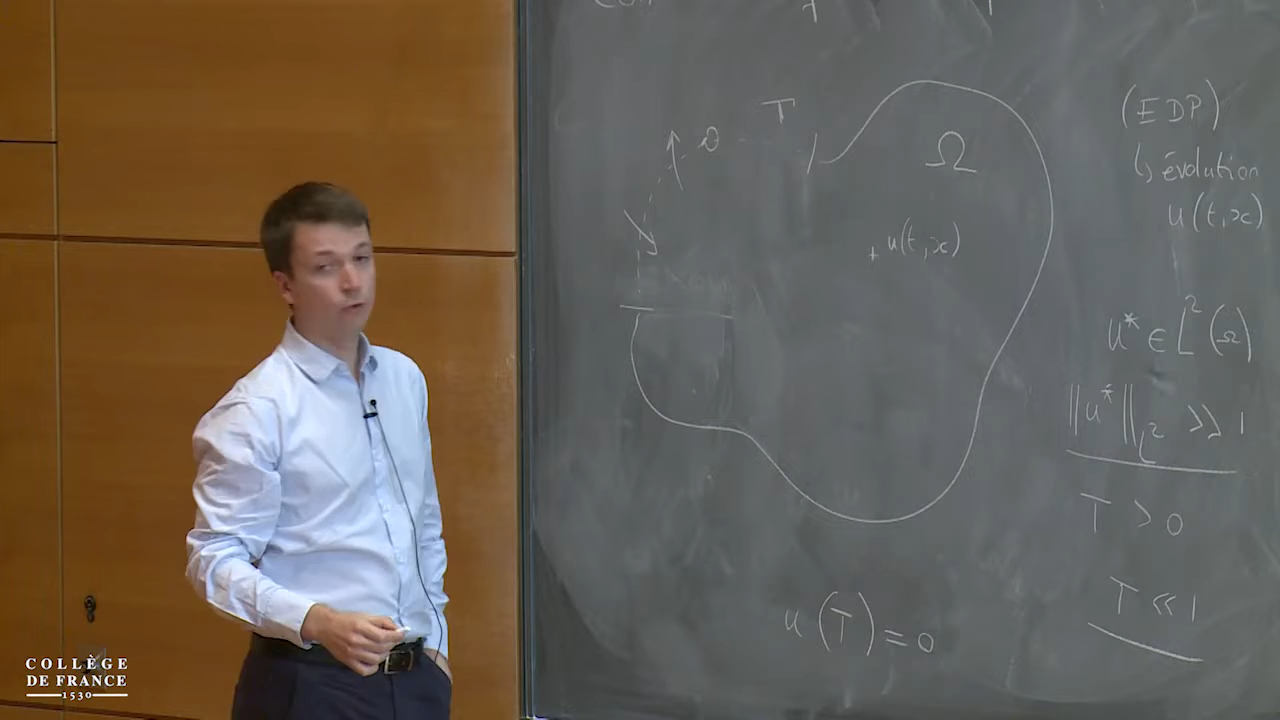 T
Ω
u(t,x)
(EDP)
↳ évolution
u(t,x)
u* ∈ L²(Ω)
‖u*‖_L² ≫ 1
T > 0
T ≪ 1
u(T) = 0
COLLÈGE
DE FRANCE
1530